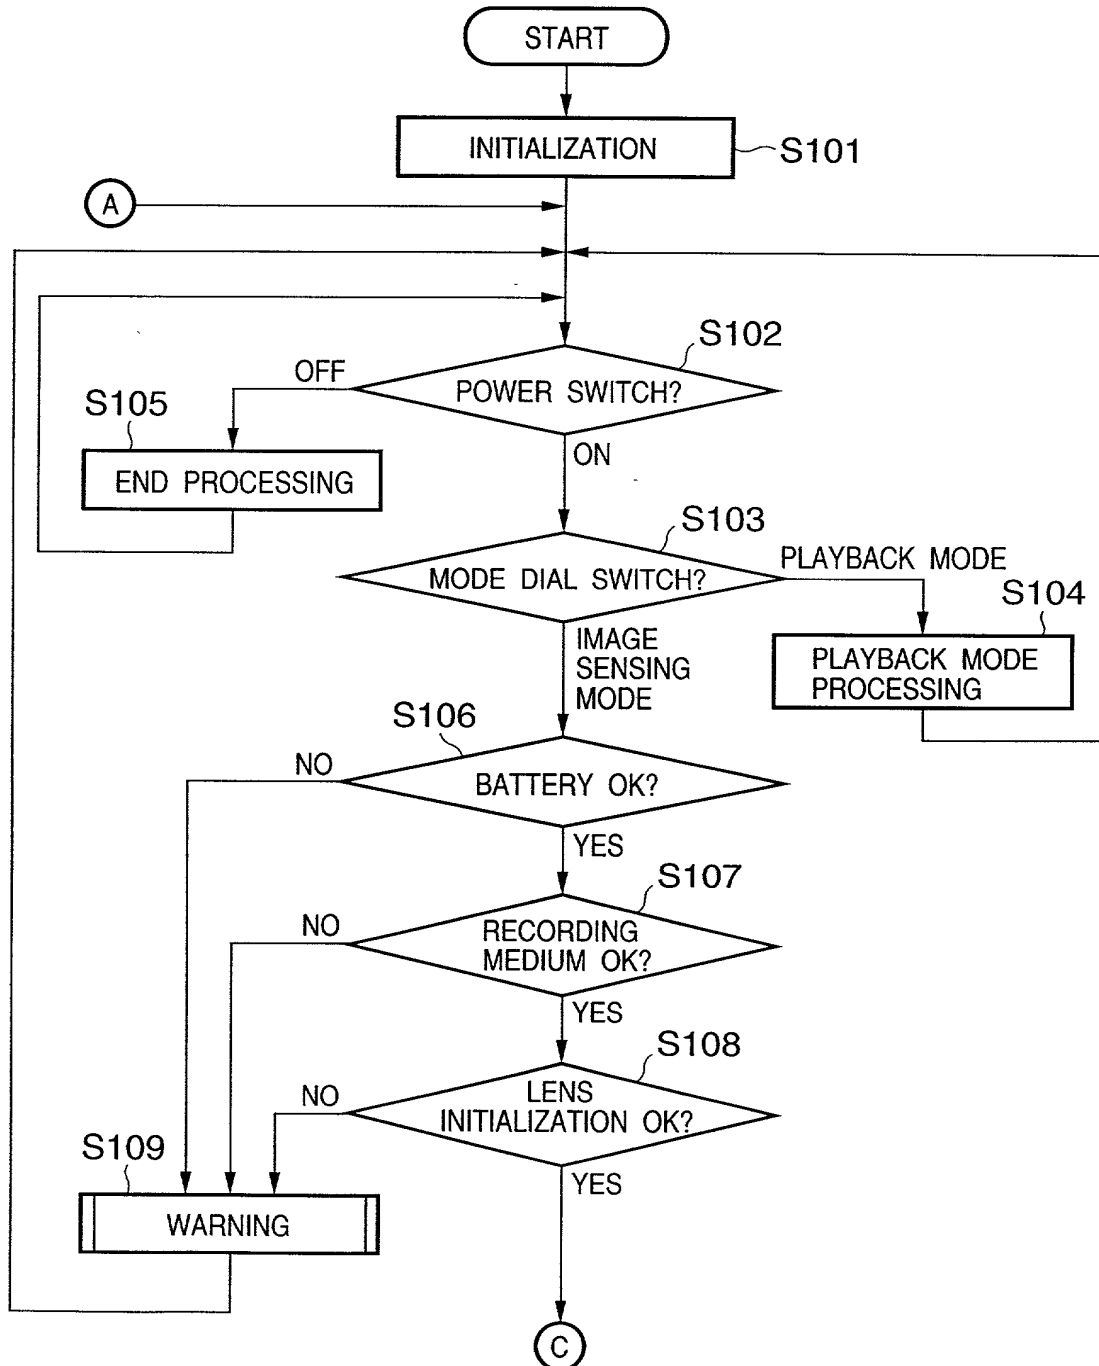 START
INITIALIZATION
S101
A
S102
OFF
POWER SWITCH?
S105
ON
END PROCESSING
S103
PLAYBACK MODE
MODE DIAL SWITCH?
S104
IMAGE
SENSING
MODE
PLAYBACK MODE
PROCESSING
S106
NO
BATTERY OK?
YES
S107
NO
RECORDING
MEDIUM OK?
YES
S108
NO
LENS
INITIALIZATION OK?
S109
YES
WARNING
C